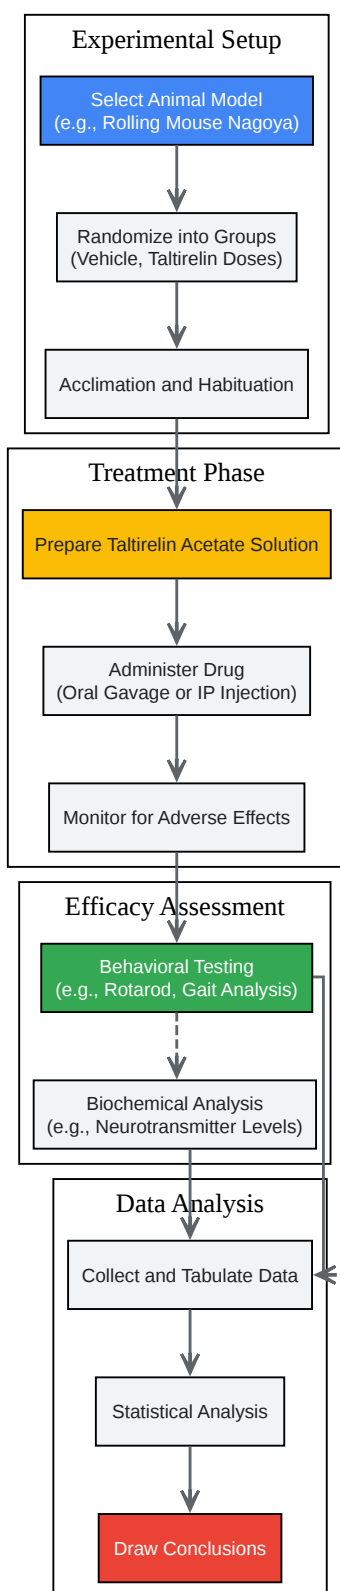 Experimental Setup
Select Animal Model
(e.g., Rolling Mouse Nagoya)
Randomize into Groups
(Vehicle, Taltirelin Doses)
Acclimation and Habituation
Treatment Phase
Prepare Taltirelin Acetate Solution
Administer Drug
(Oral Gavage or IP Injection)
Monitor for Adverse Effects
Efficacy Assessment
Behavioral Testing
(e.g., Rotarod, Gait Analysis)
Biochemical Analysis
(e.g., Neurotransmitter Levels)
Data Analysis
Collect and Tabulate Data
Statistical Analysis
Draw Conclusions